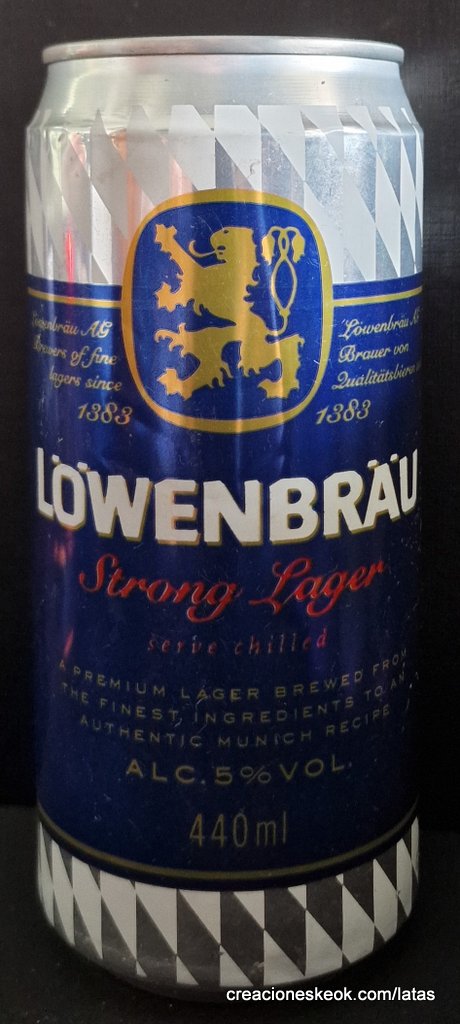 Löwenbräu AG
Brewers of fine
lagers since
1383
Löwenbräu AG
Brauer von
Qualitätsbieren
1383
LÖWENBRÄU
Strong Lager
serve chilled
A PREMIUM LAGER BREWED FROM
THE FINEST INGREDIENTS TO AN
AUTHENTIC MUNICH RECIPE
ALC. 5% VOL.
440ml
creacioneskeok.com/latas